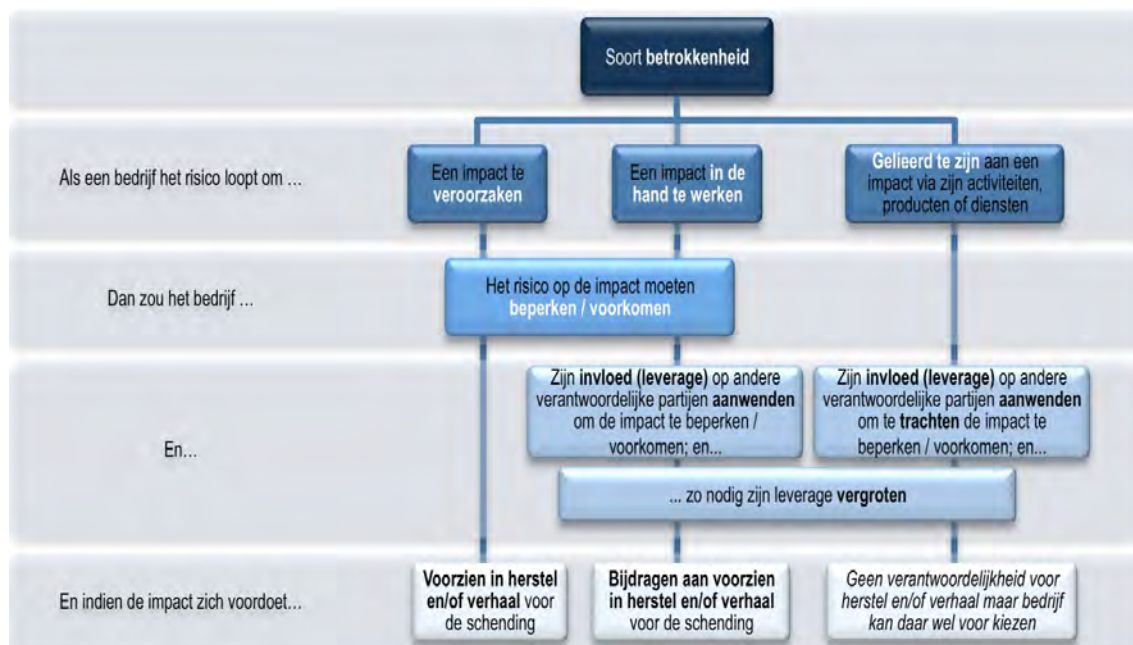 Soort betrokkenheid
Als een bedrijf het risico loopt om …
Een impact te
veroorzaken
Een impact in de
hand te werken
Gelieerd te zijn aan een
impact via zijn activiteiten,
producten of diensten
Dan zou het bedrijf …
Het risico op de impact moeten
beperken / voorkomen
En…
Zijn invloed (leverage) op andere
verantwoordelijke partijen aanwenden
om de impact te beperken /
voorkomen; en...
Zijn invloed (leverage) op andere
verantwoordelijke partijen aanwenden
om te trachten de impact te
beperken / voorkomen; en...
... zo nodig zijn leverage vergroten
En indien de impact zich voordoet…
Voorzien in herstel
en/of verhaal voor
de schending
Bijdragen aan voorzien
in herstel en/of verhaal
voor de schending
Geen verantwoordelijkheid voor
herstel en/of verhaal maar bedrijf
kan daar wel voor kiezen